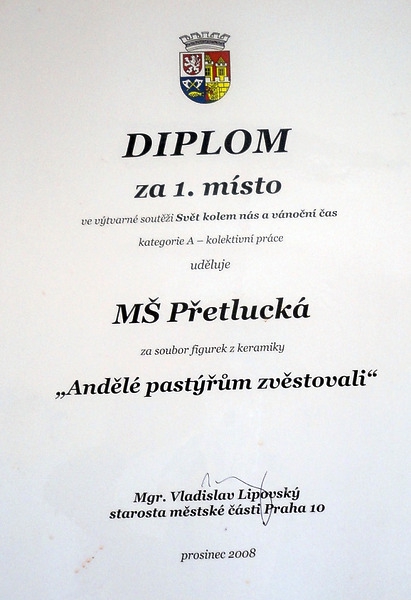 DIPLOM
za 1. místo
ve výtvarné soutěži Svět kolem nás a vánoční čas
kategorie A – kolektivní práce
uděluje
MŠ Přetlucká
za soubor figurek z keramiky
„Andělé pastýřům zvěstovali“
Mgr. Vladislav Lipovský
starosta městské části Praha 10
prosinec 2008